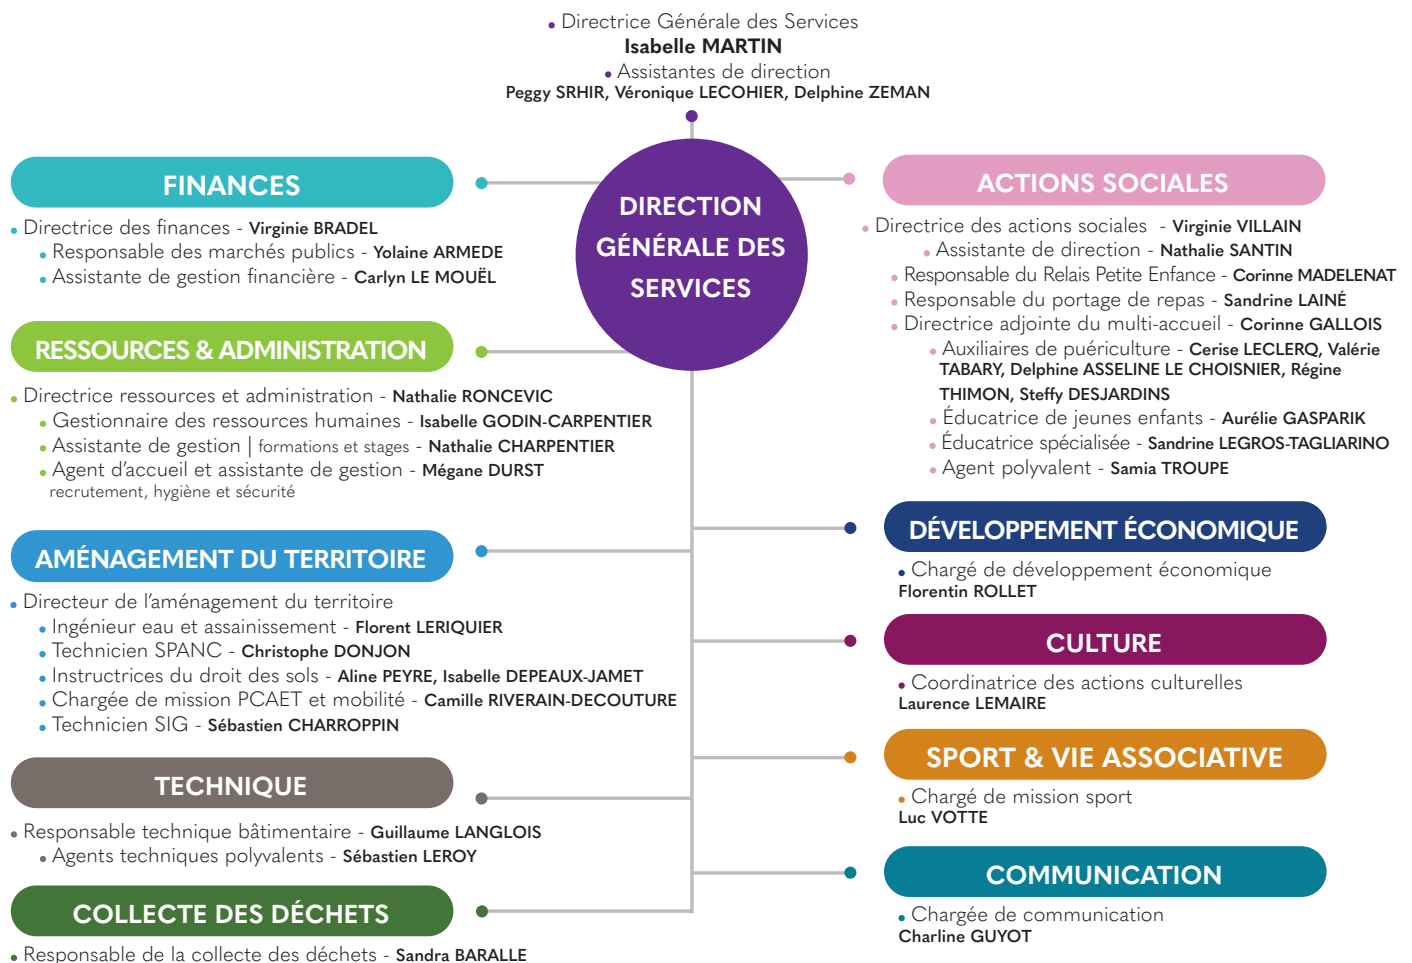 • Directrice Générale des Services
Isabelle MARTIN
• Assistantes de direction
Peggy SRHIR, Véronique LECOHIER, Delphine ZEMAN
DIRECTION
GÉNÉRALE DES
SERVICES
FINANCES
• Directrice des finances - Virginie BRADEL
• Responsable des marchés publics - Yolaine ARMEDE
• Assistante de gestion financière - Carlyn LE MOUËL
RESSOURCES & ADMINISTRATION
• Directrice ressources et administration - Nathalie RONCEVIC
• Gestionnaire des ressources humaines - Isabelle GODIN-CARPENTIER
• Assistante de gestion | formations et stages - Nathalie CHARPENTIER
• Agent d’accueil et assistante de gestion - Mégane DURST
recrutement, hygiène et sécurité
AMÉNAGEMENT DU TERRITOIRE
• Directeur de l’aménagement du territoire
• Ingénieur eau et assainissement - Florent LERIQUIER
• Technicien SPANC - Christophe DONJON
• Instructrices du droit des sols - Aline PEYRE, Isabelle DEPEAUX-JAMET
• Chargée de mission PCAET et mobilité - Camille RIVERAIN-DECOUTURE
• Technicien SIG - Sébastien CHARROPPIN
TECHNIQUE
• Responsable technique bâtimentaire - Guillaume LANGLOIS
• Agents techniques polyvalents - Sébastien LEROY
COLLECTE DES DÉCHETS
• Responsable de la collecte des déchets - Sandra BARALLE
ACTIONS SOCIALES
• Directrice des actions sociales - Virginie VILLAIN
• Assistante de direction - Nathalie SANTIN
• Responsable du Relais Petite Enfance - Corinne MADELENAT
• Responsable du portage de repas - Sandrine LAINÉ
• Directrice adjointe du multi-accueil - Corinne GALLOIS
• Auxiliaires de puériculture - Cerise LECLERQ, Valérie
TABARY, Delphine ASSELINE LE CHOISNIER, Régine
THIMON, Steffy DESJARDINS
• Éducatrice de jeunes enfants - Aurélie GASPARIK
• Éducatrice spécialisée - Sandrine LEGROS-TAGLIARINO
• Agent polyvalent - Samia TROUPE
DÉVELOPPEMENT ÉCONOMIQUE
• Chargé de développement économique
Florentin ROLLET
CULTURE
• Coordinatrice des actions culturelles
Laurence LEMAIRE
SPORT & VIE ASSOCIATIVE
• Chargé de mission sport
Luc VOTTE
COMMUNICATION
• Chargée de communication
Charline GUYOT